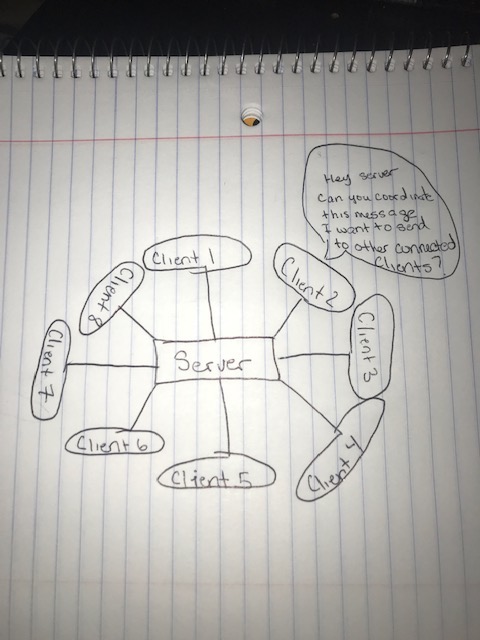 Hey server
can you coordinate
this message
I want to send
to other connected
Clients?
Client 1
Client 2
Client 8
Client 3
Server
Client 7
Client 4
Client 6
Client 5